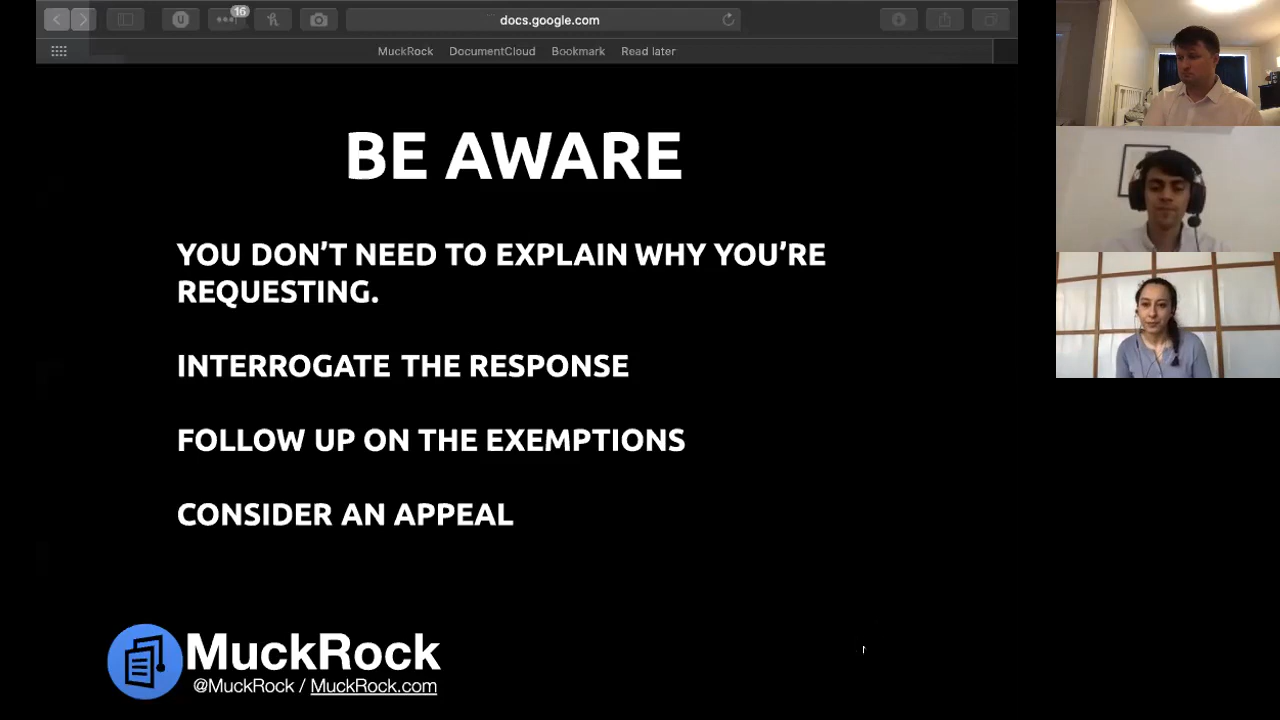 16
docs.google.com
MuckRock DocumentCloud Bookmark Read later
BE AWARE
YOU DON'T NEED TO EXPLAIN WHY YOU'RE
REQUESTING.
INTERROGATE THE RESPONSE
FOLLOW UP ON THE EXEMPTIONS
CONSIDER AN APPEAL
MuckRock
@MuckRock / MuckRock.com